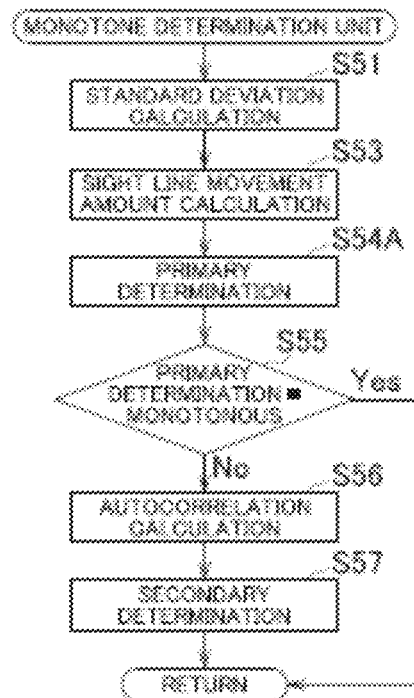 MONOTONE DETERMINATION UNIT
S51
STANDARD DEVIATION
CALCULATION
S53
SIGHT LINE MOVEMENT
AMOUNT CALCULATION
S54A
PRIMARY
DETERMINATION
S55
PRIMARY
DETERMINATION =
MONOTONOUS
Yes
No
S56
AUTOCORRELATION
CALCULATION
S57
SECONDARY
DETERMINATION
RETURN